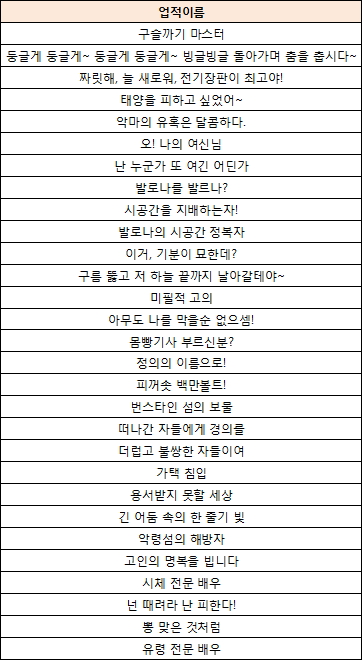 업적이름
구슬까기 마스터
둥글게 둥글게~ 둥글게 둥글게~ 빙글빙글 돌아가며 춤을 춥시다~
짜릿해, 늘 새로워, 전기장판이 최고야!
태양을 피하고 싶었어~
악마의 유혹은 달콤하다.
오! 나의 여신님
난 누군가 또 여긴 어딘가
발로나를 발르나?
시공간을 지배하는자!
발로나의 시공간 정복자
이거, 기분이 묘한데?
구름 뚫고 저 하늘 끝까지 날아갈테야~
미필적 고의
아무도 나를 막을순 없으셈!
몸빵기사 부르신분?
정의의 이름으로!
피꺼솟 백만볼트!
번스타인 섬의 보물
떠나간 자들에게 경의를
더럽고 불쌍한 자들이여
가택 침입
용서받지 못할 세상
긴 어둠 속의 한 줄기 빛
악령섬의 해방자
고인의 명복을 빕니다
시체 전문 배우
넌 때려라 난 피한다!
뽕 맞은 것처럼
유령 전문 배우